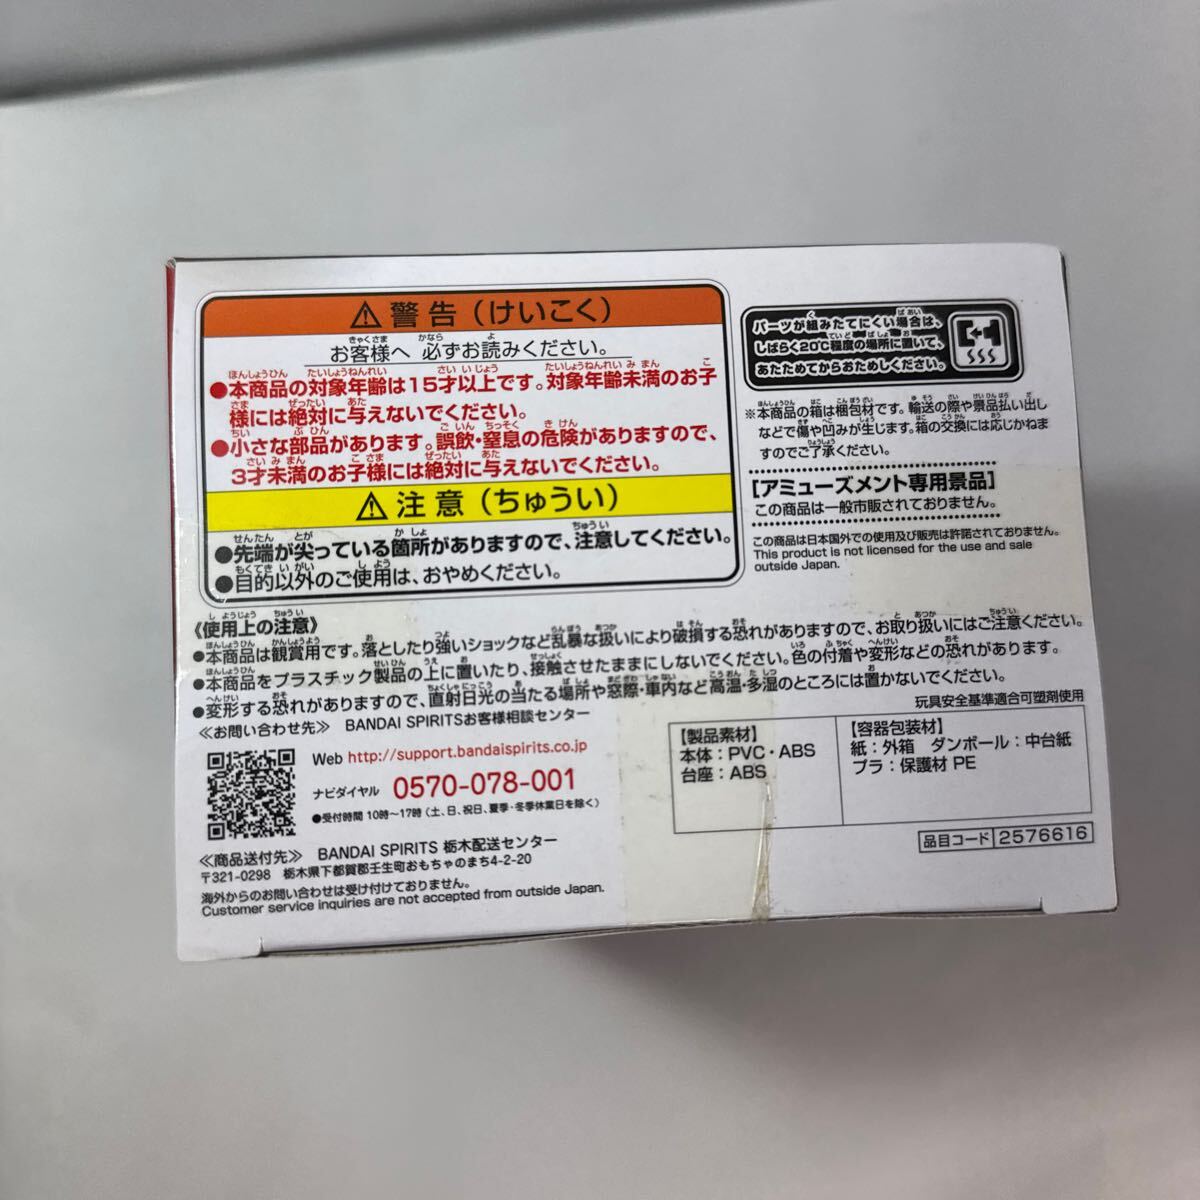 ⚠警告（けいこく）
お客様へ 必ずお読みください。
●本商品の対象年齢は15才以上です。対象年齢未満のお子
様には絶対に与えないでください。
●小さな部品があります。誤飲・窒息の危険がありますので、
3才未満のお子様には絶対に与えないでください。
⚠注意（ちゅうい）
●先端が尖っている箇所がありますので、注意してください。
●目的以外のご使用は、おやめください。
パーツが組みたてにくい場合は、
しばらく20℃程度の場所に置いて、
あたためてからおためしください。
※本商品の箱は梱包材です。輸送の際や景品払い出し
などで傷や凹みが生じます。箱の交換には応じかねま
すのでご了承ください。
【アミューズメント専用景品】
この商品は一般市販されておりません。
この商品は日本国外での使用及び販売は許諾されておりません。
This product is not licensed for the use and sale
outside Japan.
《使用上の注意》
●本商品は観賞用です。落としたり強いショックなど乱暴な扱いにより破損する恐れがありますので、お取り扱いにはご注意ください。
●本商品をプラスチック製品の上に置いたり、接触させたままにしないでください。色の付着や変形などの恐れがあります。
●変形する恐れがありますので、直射日光の当たる場所や窓際・車内など高温・多湿のところには置かないでください。
玩具安全基準適合可塑剤使用
≪お問い合わせ先≫ BANDAI SPIRITSお客様相談センター
Web http://support.bandaispirits.co.jp
ナビダイヤル 0570-078-001
●受付時間 10時〜17時（土、日、祝日、夏季・冬季休業日を除く）
≪商品送付先≫ BANDAI SPIRITS 栃木配送センター
〒321-0298 栃木県下都賀郡壬生町おもちゃのまち4-2-20
海外からのお問い合わせは受け付けておりません。
Customer service inquiries are not accepted from outside Japan.
【製品素材】
本体：PVC・ABS
台座：ABS
【容器包装材】
紙：外箱 ダンボール：中台紙
プラ：保護材 PE
品目コード 2576616